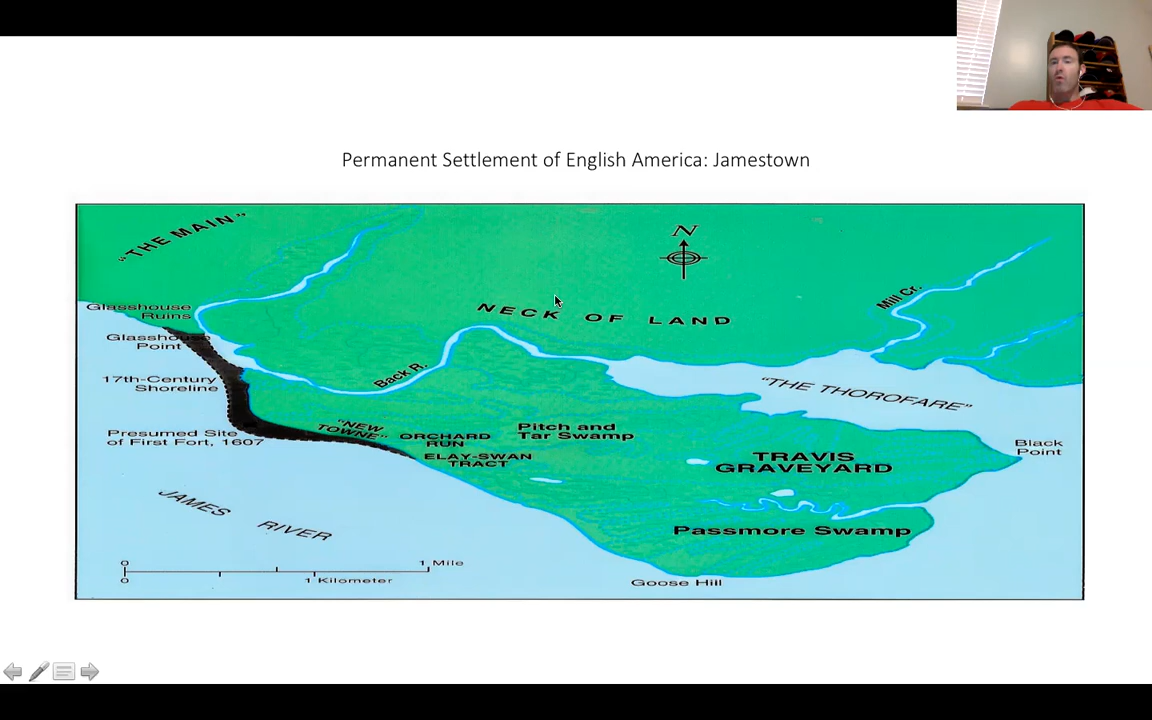 Permanent Settlement of English America: Jamestown
"THE MAIN"
N
Glasshouse
Ruins
NECK OF LAND
Mill Cr.
Glasshouse
Point
Back R.
17th-Century
Shoreline
"THE THOROFARE"
"NEW
TOWNE"
ORCHARD
RUN
Pitch and
Tar Swamp
Presumed Site
of First Fort, 1607
ELAY-SWAN
TRACT
TRAVIS
GRAVEYARD
Black
Point
JAMES RIVER
Passmore Swamp
0 1 Mile
0 1 Kilometer
Goose Hill